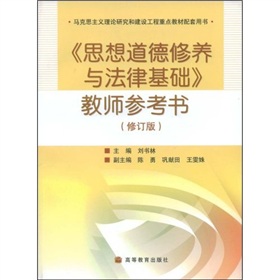 马克思主义理论研究和建设工程重点教材配套用书
《思想道德修养
与法律基础》
教师参考书
(修订版)
主 编 刘书林
副主编 陈 勇 巩献田 王雯姝
高等教育出版社